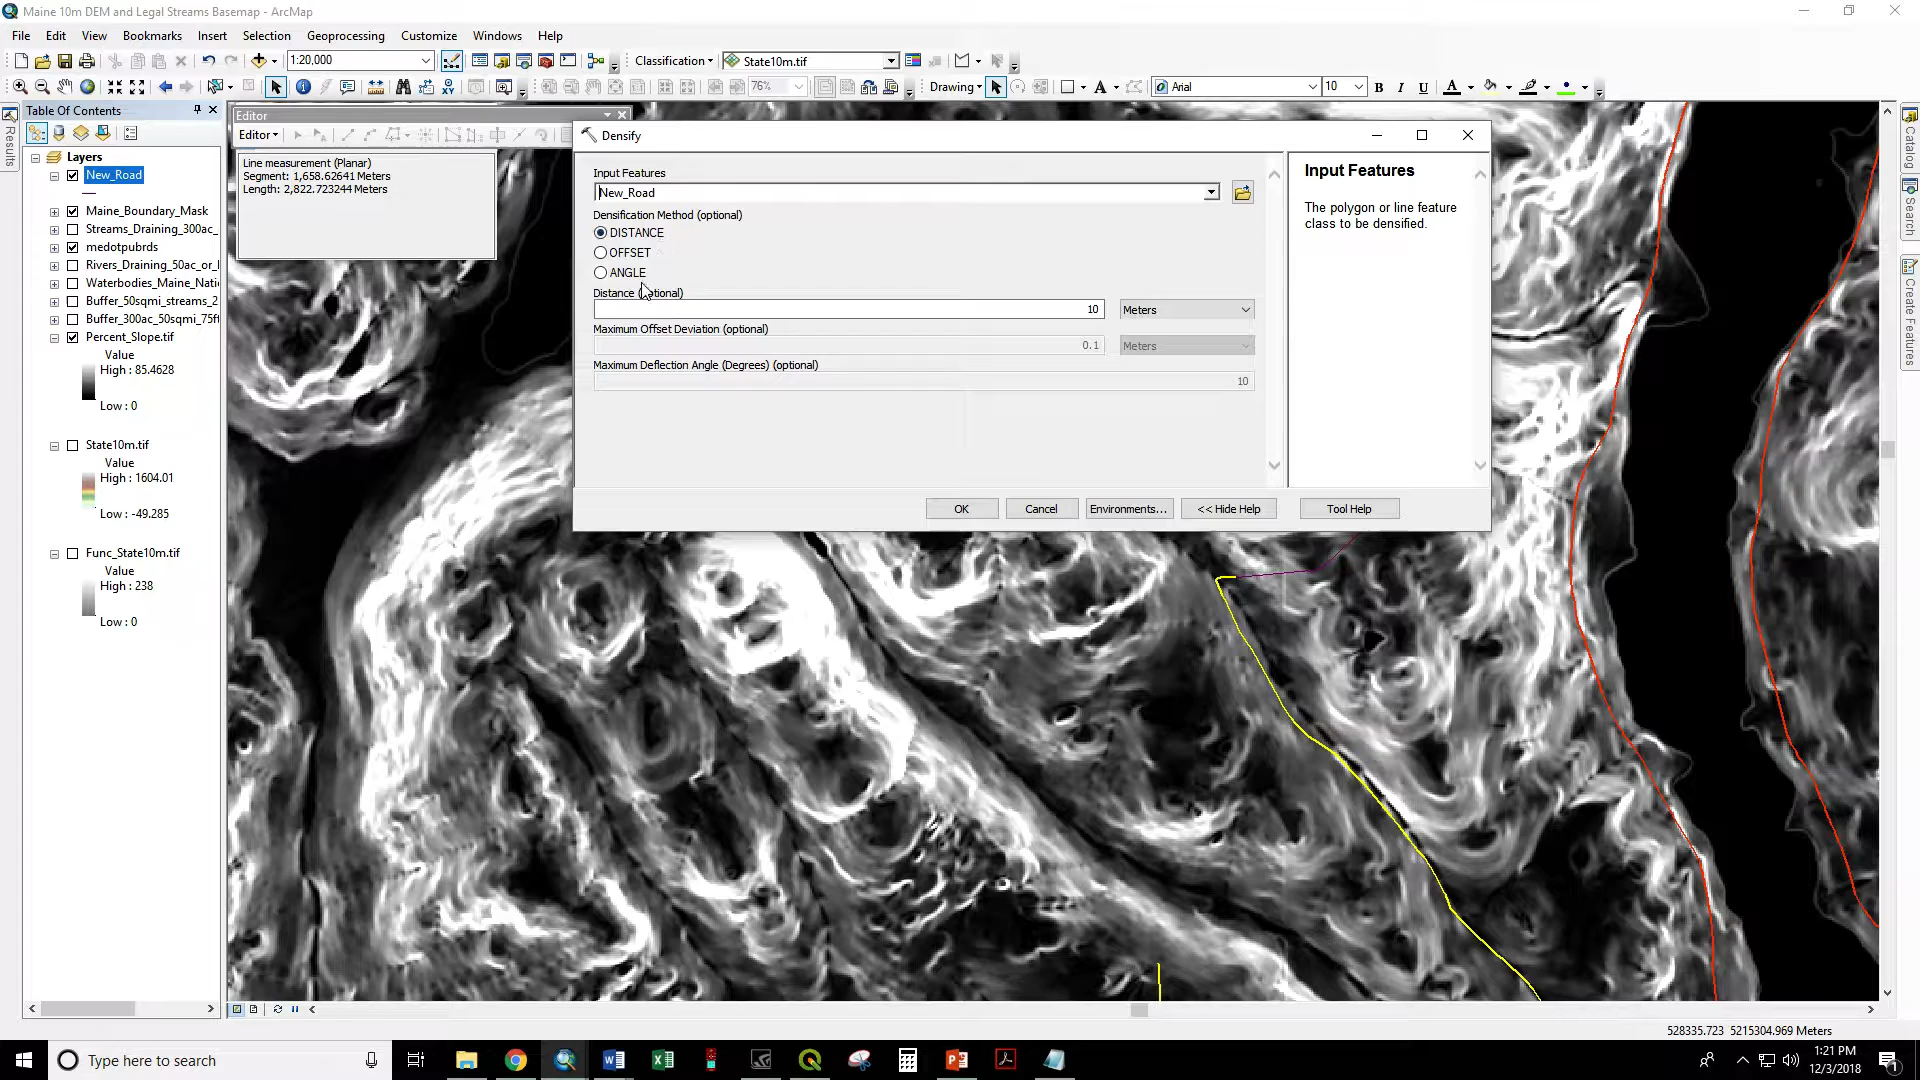 Maine 10m DEM and Legal Streams Basemap - ArcMap
File Edit View Bookmarks Insert Selection Geoprocessing Customize Windows Help
1:20,000
Classification
State10m.tif
76%
Drawing
Arial
10
B I U A
Results
Table Of Contents
Layers
New_Road
Maine_Boundary_Mask
Streams_Draining_300ac_
medotpubrds
Rivers_Draining_50ac_or_
Waterbodies_Maine_Nati
Buffer_50sqmi_streams_2
Buffer_300ac_50sqmi_75f
Percent_Slope.tif
Value
High : 85.4628
Low : 0
State10m.tif
Value
High : 1604.01
Low : -49.285
Func_State10m.tif
Value
High : 238
Low : 0
Editor
Editor
Line measurement (Planar)
Segment: 1,658.62641 Meters
Length: 2,822.723244 Meters
Densify
Input Features
New_Road
Densification Method (optional)
DISTANCE
OFFSET
ANGLE
Distance (optional)
10
Meters
Maximum Offset Deviation (optional)
0.1
Meters
Maximum Deflection Angle (Degrees) (optional)
10
OK
Cancel
Environments...
<< Hide Help
Tool Help
Input Features
The polygon or line feature
class to be densified.
Catalog
Search
Create Features
528335.723 5215304.969 Meters
Type here to search
1:21 PM
12/3/2018